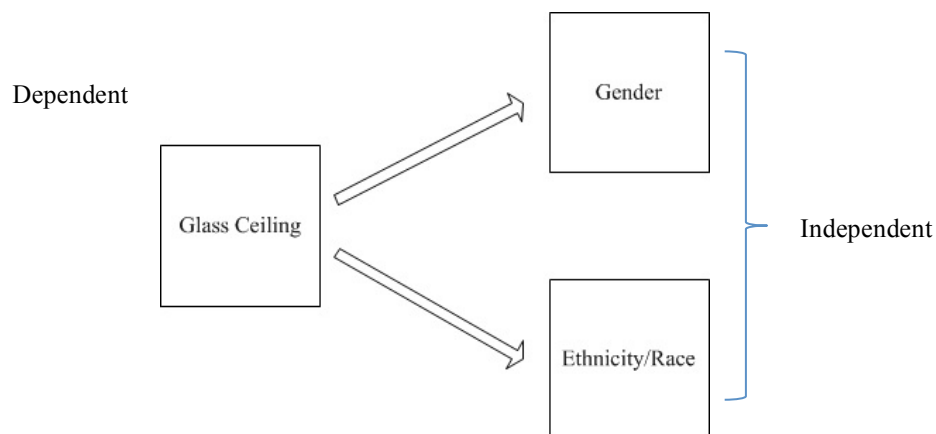 Gender
Dependent
Glass Ceiling
Independent
Ethnicity/Race